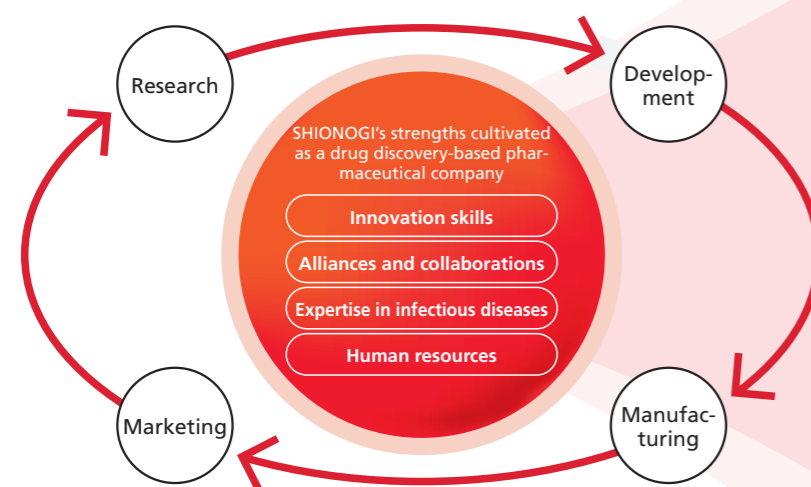 Research
Develop-
ment
SHIONOGI's strengths cultivated
as a drug discovery-based phar-
maceutical company
Innovation skills
Alliances and collaborations
Expertise in infectious diseases
Human resources
Marketing
Manufac-
turing